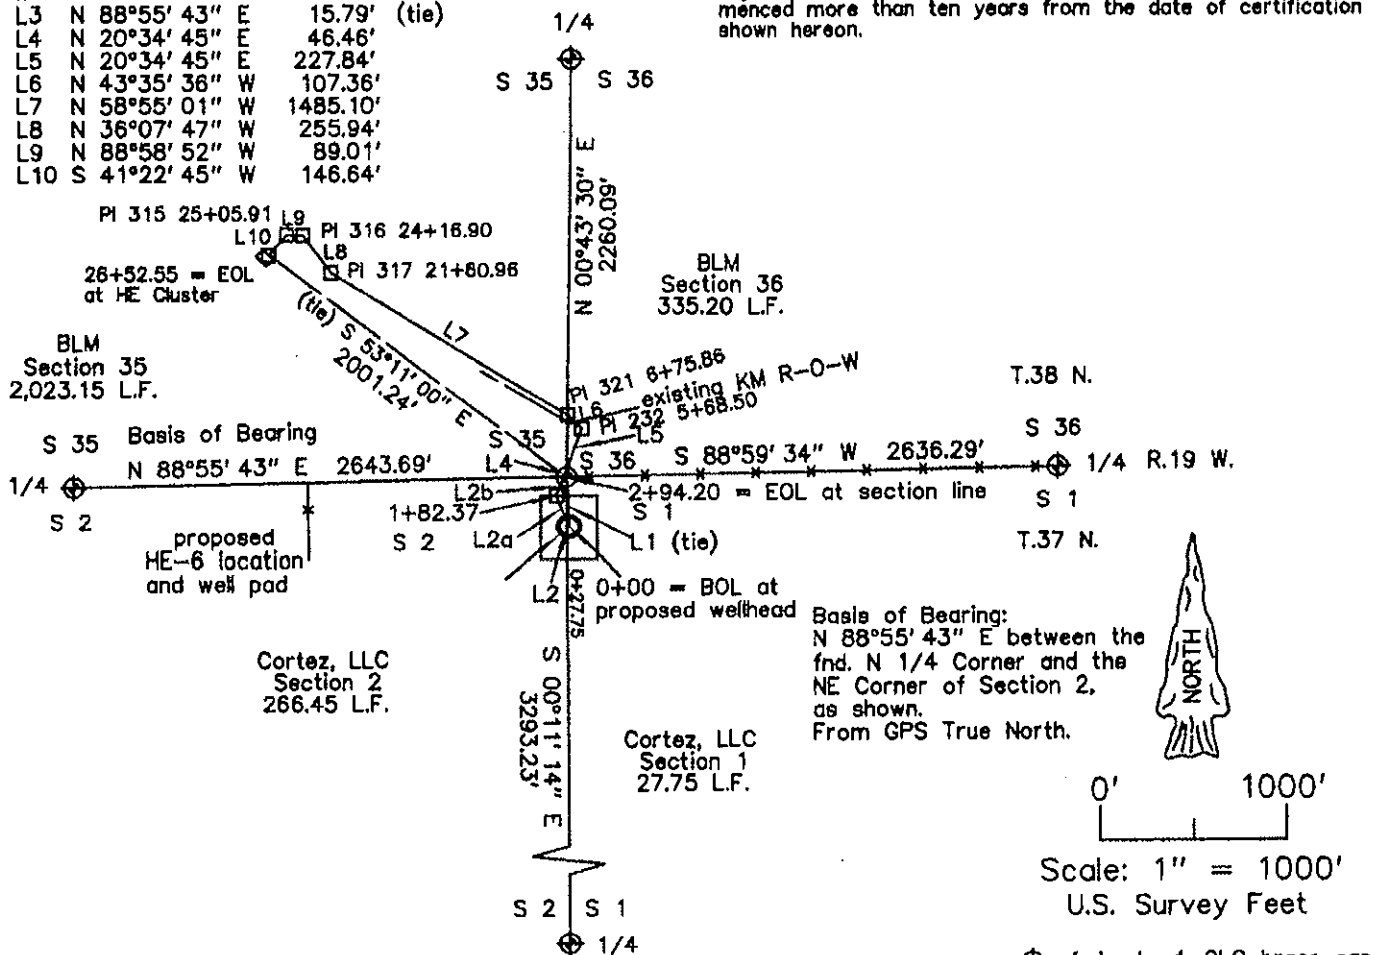 L3 N 88°55' 43" E 15.79' (tie)
L4 N 20°34' 45" E 46.46'
L5 N 20°34' 45" E 227.84'
L6 N 43°35' 36" W 107.36'
L7 N 58°55' 01" W 1485.10'
L8 N 36°07' 47" W 255.94'
L9 N 88°58' 52" W 89.01'
L10 S 41°22' 45" W 146.64'
menced more than ten years from the date of certification
shown hereon.
1/4
S 35 S 36
N 00°43' 30" E
2260.09'
PI 315 25+05.91
L9
L10
PI 316 24+16.90
L8
PI 317 21+60.96
26+52.55 = EOL
at HE Cluster
(tie) S 53°11' 00" E
2001.24'
L7
BLM
Section 36
335.20 L.F.
BLM
Section 35
2,023.15 L.F.
PI 321 6+75.86
existing KM R-O-W
L6
PI 232 5+68.50
L5
T.38 N.
S 35
Basis of Bearing
S 35
S 36
N 88°55' 43" E 2643.69'
L4
S 36
S 88°59' 34" W 2636.29'
1/4 R.19 W.
1/4
S 2
L2b
2+94.20 = EOL at section line
S 1
1+82.37
S 1
proposed
HE-6 location
and well pad
S 2
L2a
L1 (tie)
T.37 N.
L2
0+27.75
0+00 = BOL at
proposed wellhead
Basis of Bearing:
N 88°55' 43" E between the
fnd. N 1/4 Corner and the
NE Corner of Section 2,
as shown.
From GPS True North.
NORTH
Cortez, LLC
Section 2
266.45 L.F.
S 00°11' 14" E
3293.23'
Cortez, LLC
Section 1
27.75 L.F.
0' 1000'
Scale: 1" = 1000'
U.S. Survey Feet
S 2 S 1
1/4